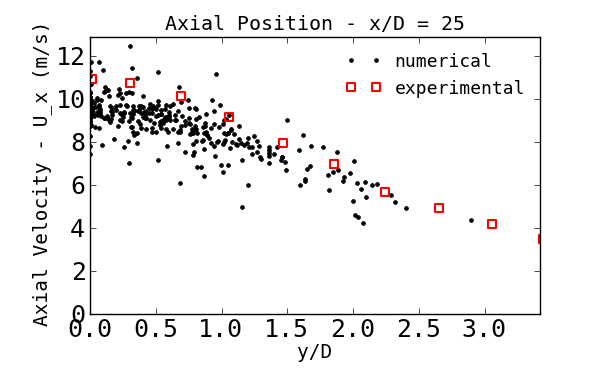 Axial Position - x/D = 25
Axial Velocity - U_x (m/s)
12
10
8
6
4
2
0
numerical
experimental
0.0 0.5 1.0 1.5 2.0 2.5 3.0
y/D